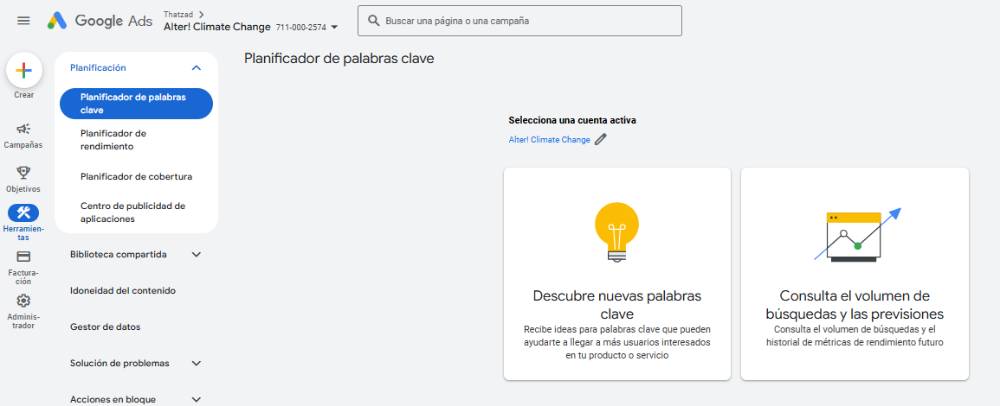 Google Ads
Thatzad
Alter! Climate Change 711-000-2574
Buscar una página o una campaña
Crear
Campañas
Objetivos
Herramien-
tas
Factura-
ción
Adminis-
trador
Planificación
Planificador de palabras
clave
Planificador de
rendimiento
Planificador de cobertura
Centro de publicidad de
aplicaciones
Biblioteca compartida
Idoneidad del contenido
Gestor de datos
Solución de problemas
Acciones en bloque
Planificador de palabras clave
Selecciona una cuenta activa
Alter! Climate Change
Descubre nuevas palabras
clave
Recibe ideas para palabras clave que pueden
ayudarte a llegar a más usuarios interesados
en tu producto o servicio
Consulta el volumen de
búsquedas y las previsiones
Consulta el volumen de búsquedas y el
historial de métricas de rendimiento futuro